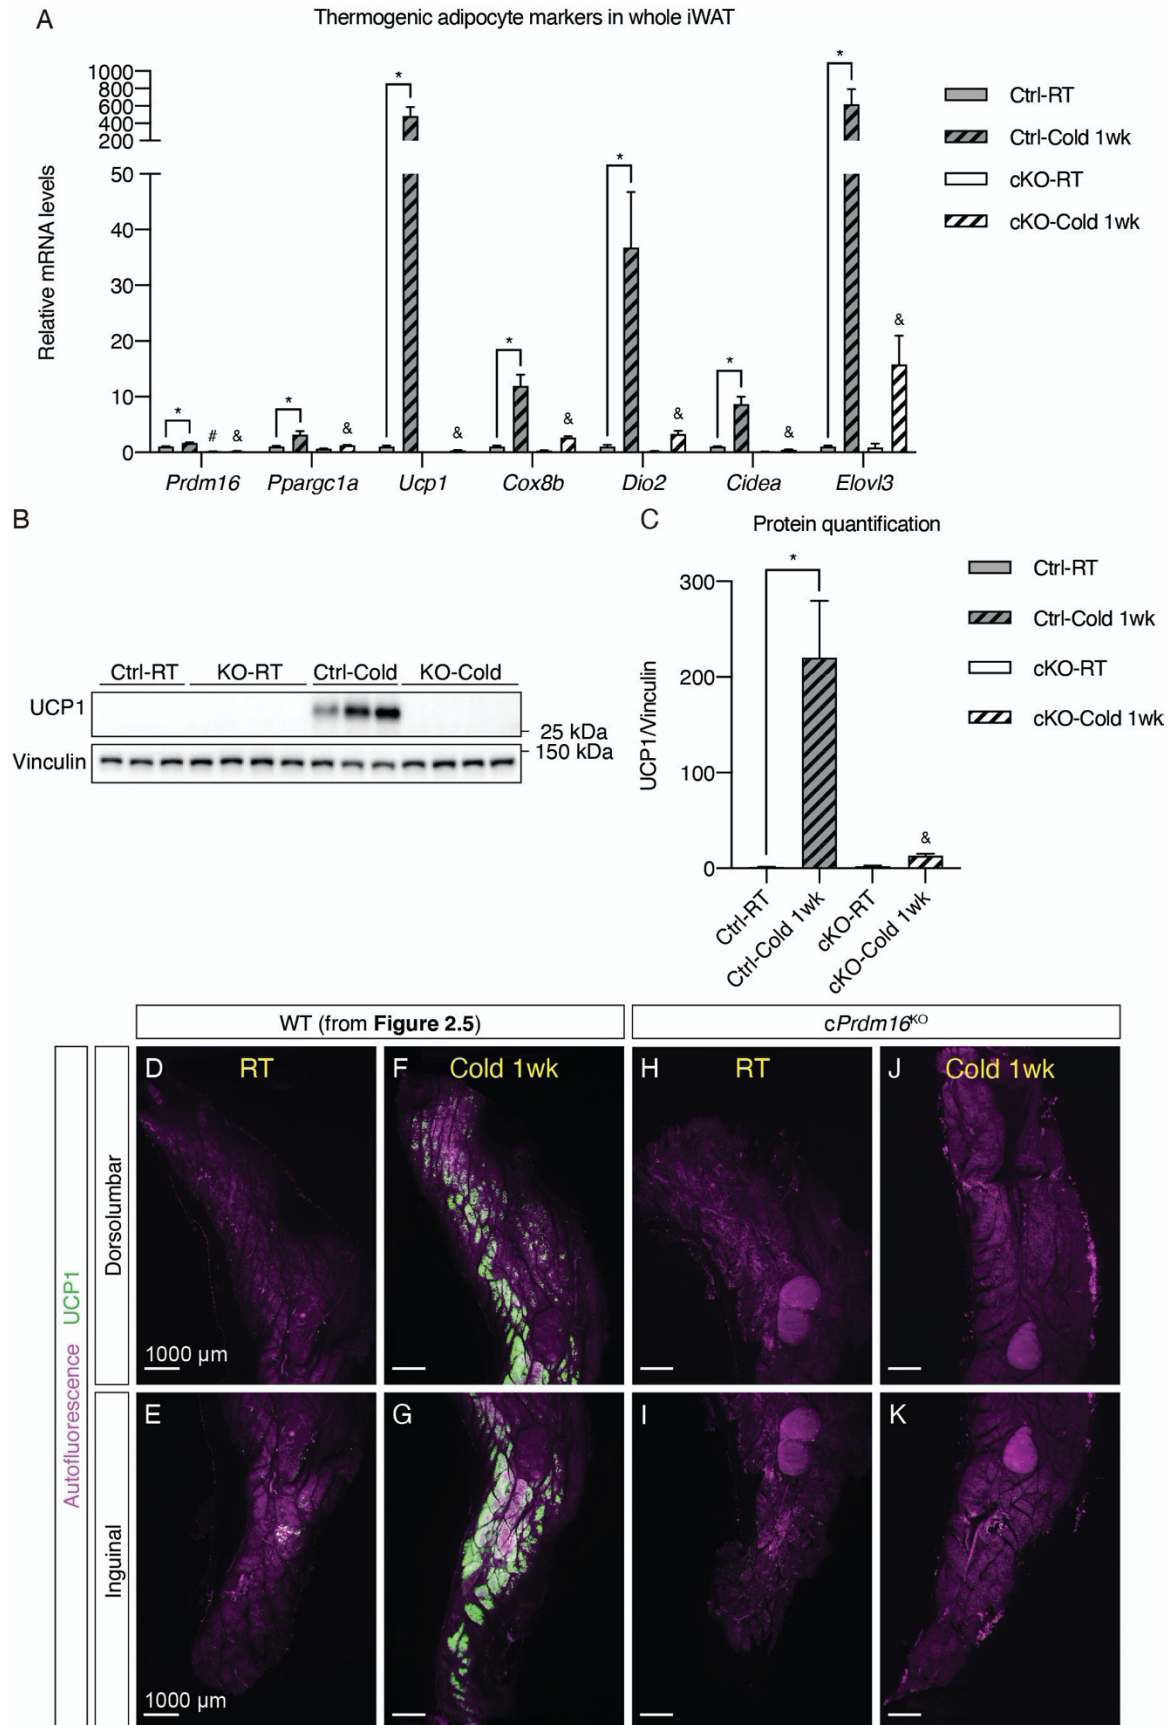 A
Thermogenic adipocyte markers in whole iWAT
Relative mRNA levels
1000
800
600
400
200
50
40
30
20
10
0
*
*
#
&
*
&
*
&
*
&
*
&
*
&
*
&
Prdm16 Ppargc1a Ucp1 Cox8b Dio2 Cidea Elovl3
Ctrl-RT
Ctrl-Cold 1wk
cKO-RT
cKO-Cold 1wk
B
Ctrl-RT KO-RT Ctrl-Cold KO-Cold
UCP1
25 kDa
150 kDa
Vinculin
C
Protein quantification
UCP1/Vinculin
300
200
100
0
*
&
Ctrl-RT
Ctrl-Cold 1wk
cKO-RT
cKO-Cold 1wk
Ctrl-RT
Ctrl-Cold 1wk
cKO-RT
cKO-Cold 1wk
WT (from Figure 2.5)
cPrdm16KO
Autofluorescence UCP1
Dorsolumbar
Inguinal
D RT
1000 µm
F Cold 1wk
H RT
J Cold 1wk
E
1000 µm
G
I
K